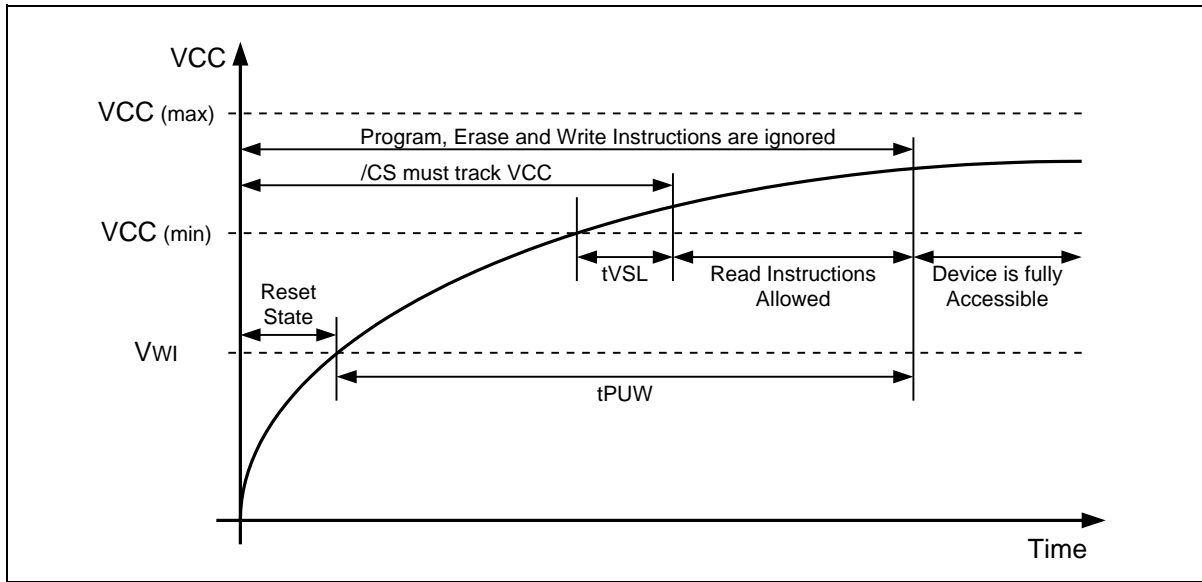 VCC
VCC (max)
Program, Erase and Write Instructions are ignored
/CS must track VCC
VCC (min)
tVSL
Read Instructions
Allowed
Device is fully
Accessible
Reset
State
VWI
tPUW
Time